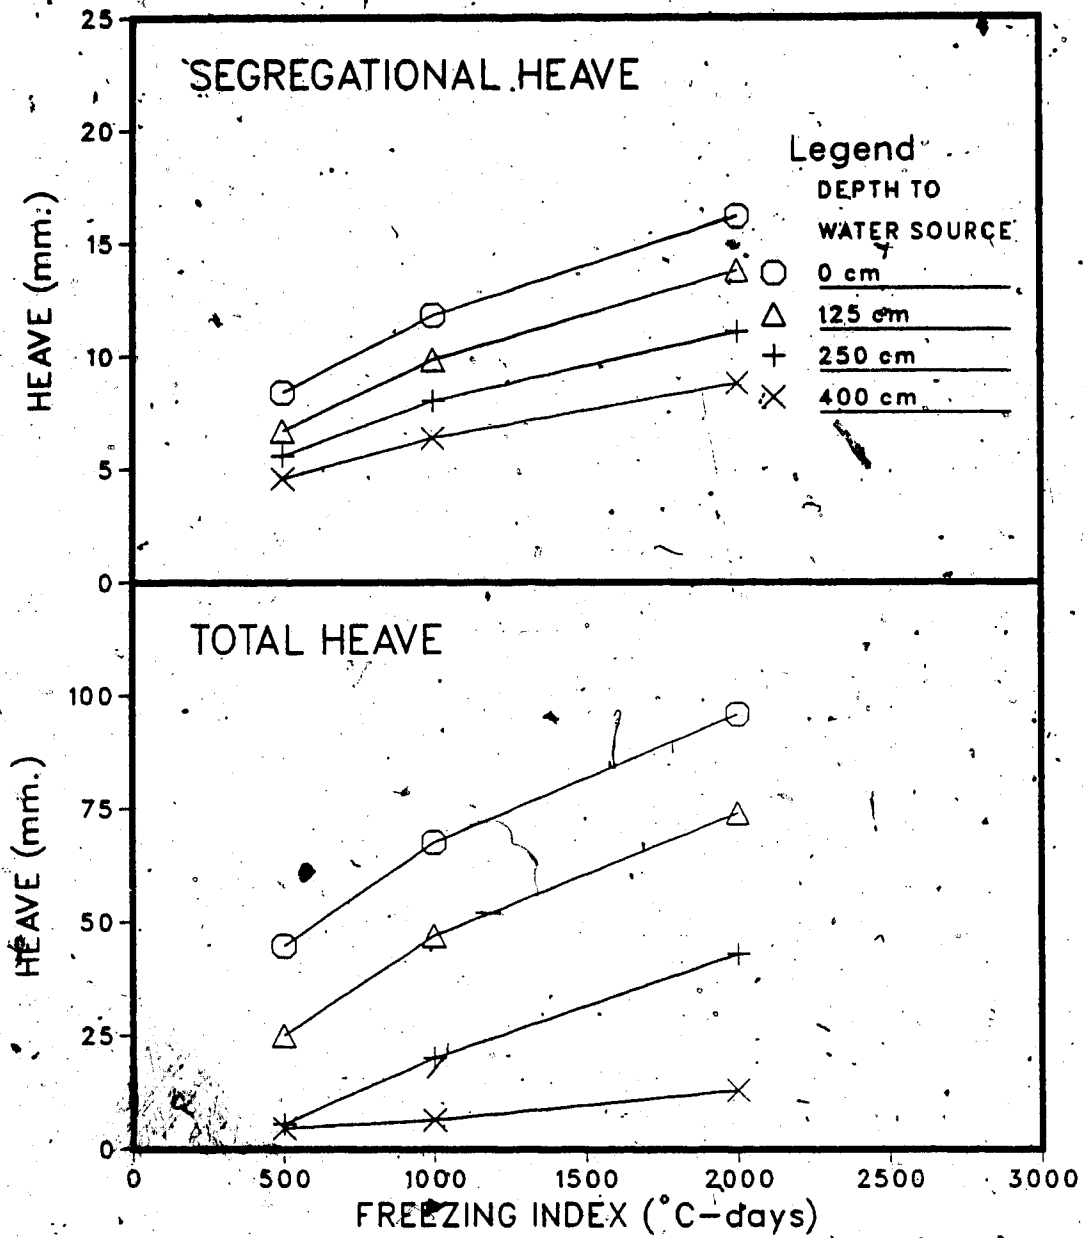 25
SEGREGATIONAL HEAVE
20
Legend
DEPTH TO
WATER SOURCE
15
0 cm
125 cm
10
250 cm
400 cm
5
0
HEAVE (mm.)
TOTAL HEAVE
100
75
50
25
0
HEAVE (mm.)
0 500 1000 1500 2000 2500 3000
FREEZING INDEX (°C-days)